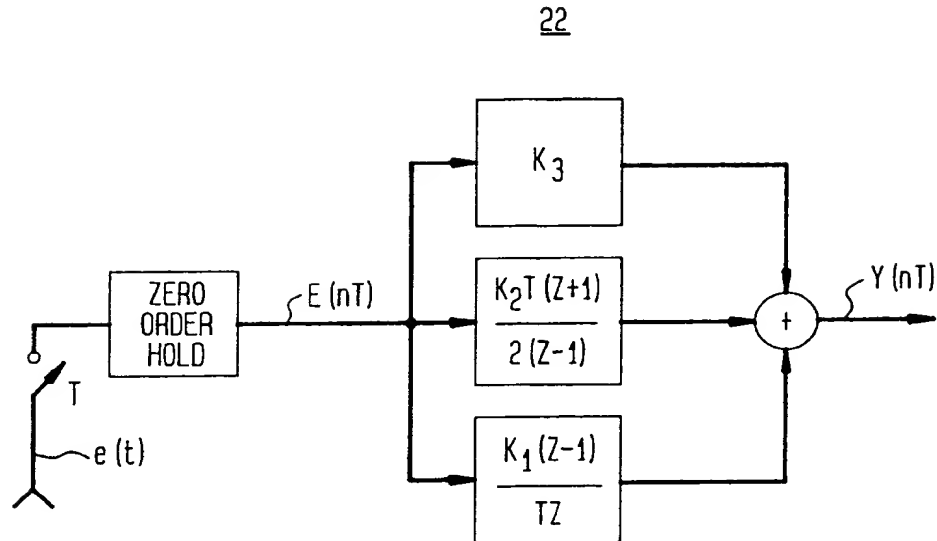 22
K3
ZERO
ORDER
HOLD
E (nT)
K2T (Z+1)
2 (Z-1)
+
Y (nT)
T
e (t)
K1 (Z-1)
TZ